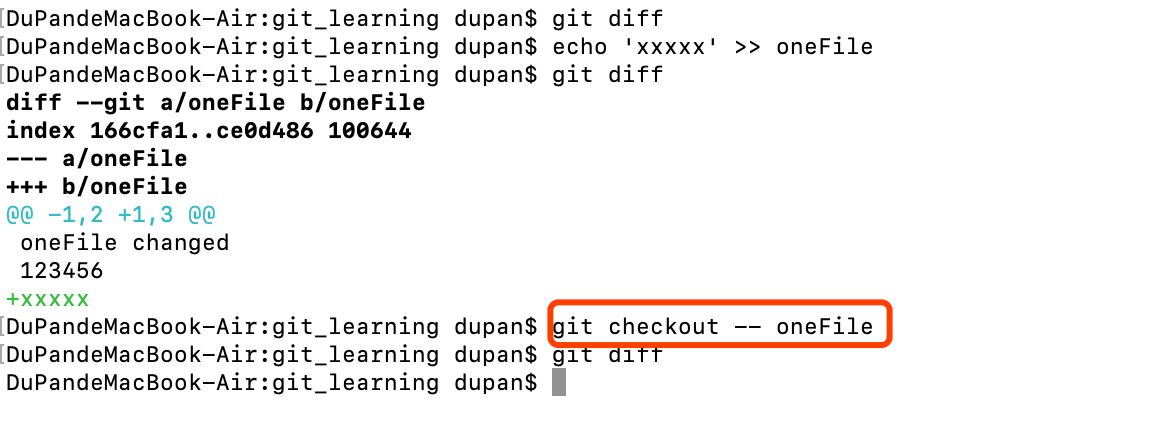 [DuPandeMacBook-Air:git_learning dupan$ git diff
[DuPandeMacBook-Air:git_learning dupan$ echo 'xxxxx' >> oneFile
[DuPandeMacBook-Air:git_learning dupan$ git diff
diff --git a/oneFile b/oneFile
index 166cfa1..ce0d486 100644
--- a/oneFile
+++ b/oneFile
@@ -1,2 +1,3 @@
 oneFile changed
 123456
+xxxxx
[DuPandeMacBook-Air:git_learning dupan$ git checkout -- oneFile
[DuPandeMacBook-Air:git_learning dupan$ git diff
DuPandeMacBook-Air:git_learning dupan$